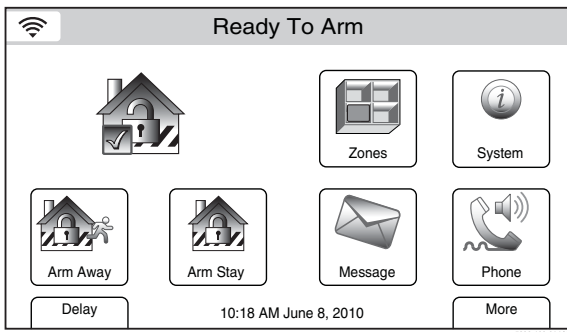 Ready To Arm
Zones
System
Arm Away
Arm Stay
Message
Phone
Delay
10:18 AM June 8, 2010
More